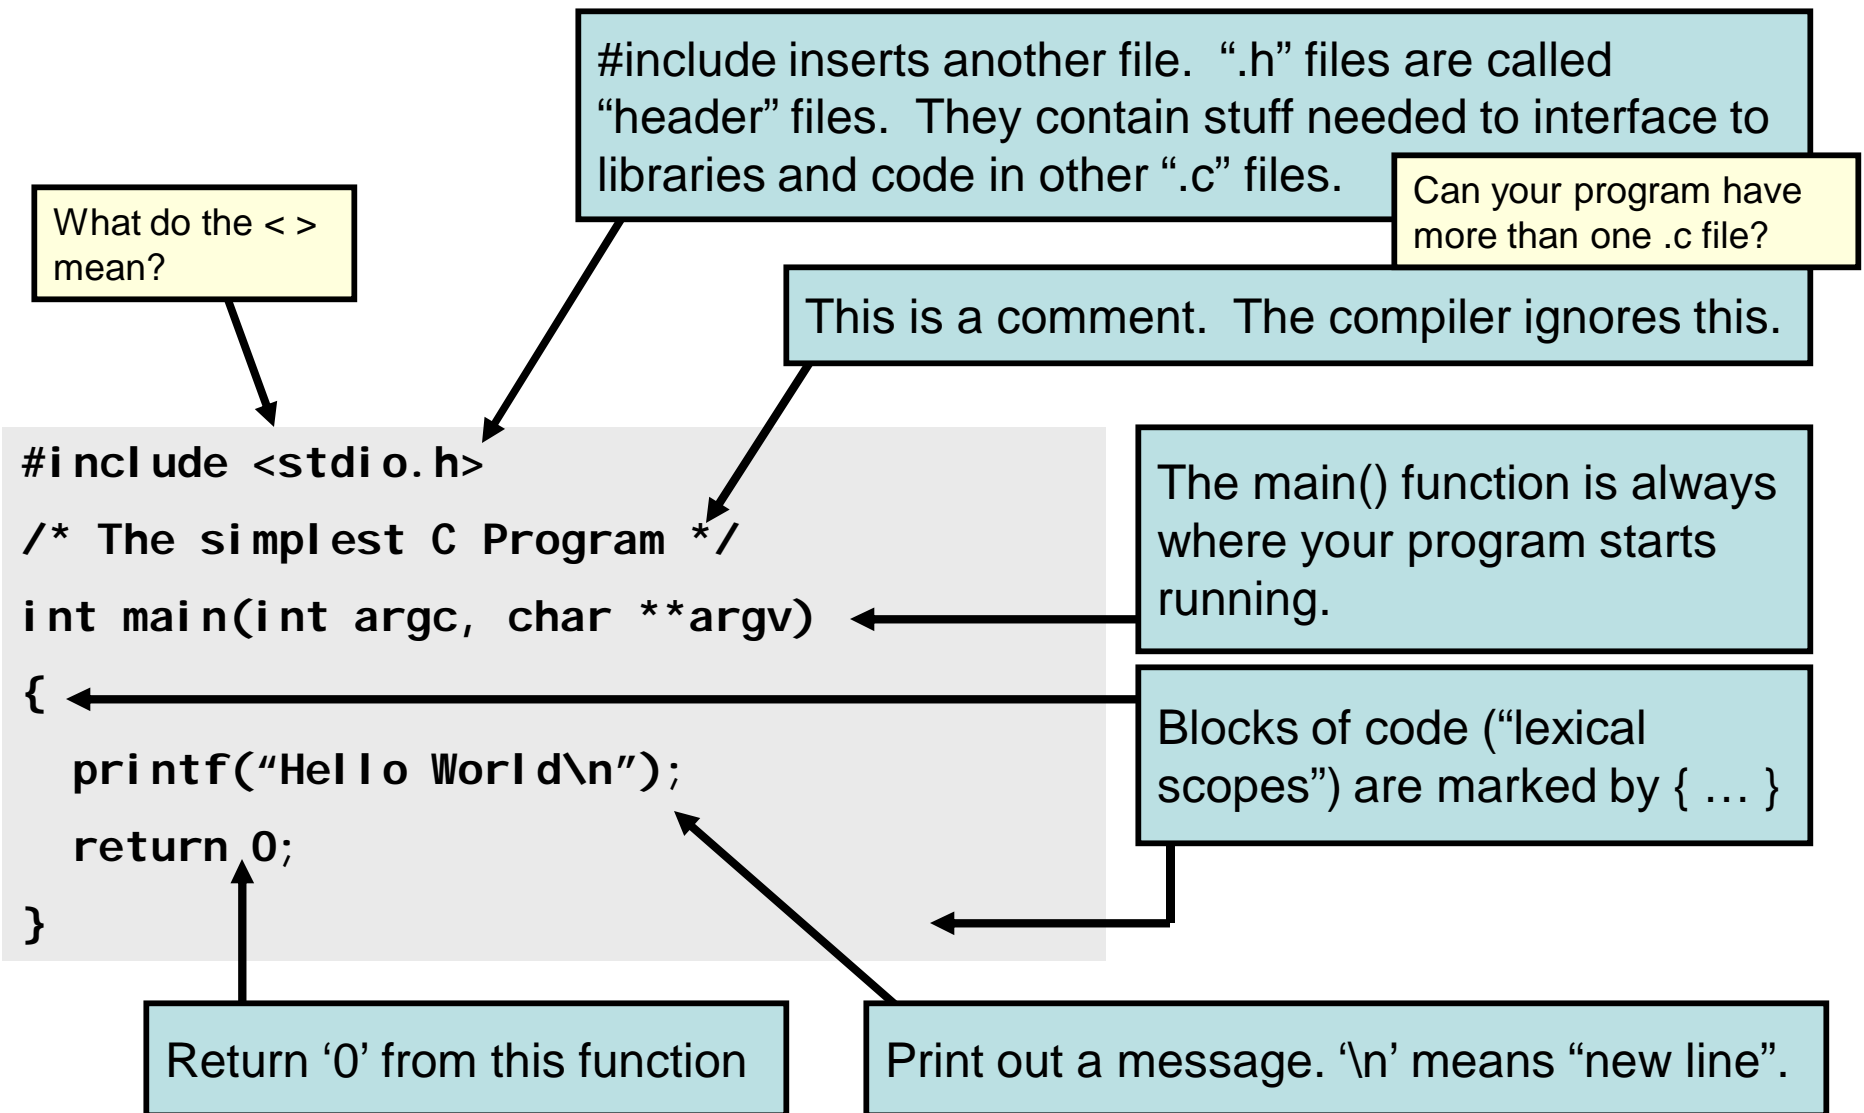 #include inserts another file. “.h” files are called
“header” files. They contain stuff needed to interface to
libraries and code in other “.c” files.
Can your program have
more than one .c file?
What do the < >
mean?
This is a comment. The compiler ignores this.
#include <stdio.h>
/* The simplest C Program */
int main(int argc, char **argv)
{
printf(“Hello World\n”);
return 0;
}
The main() function is always
where your program starts
running.
Blocks of code (“lexical
scopes”) are marked by { … }
Return ‘0’ from this function
Print out a message. ‘\n’ means “new line”.